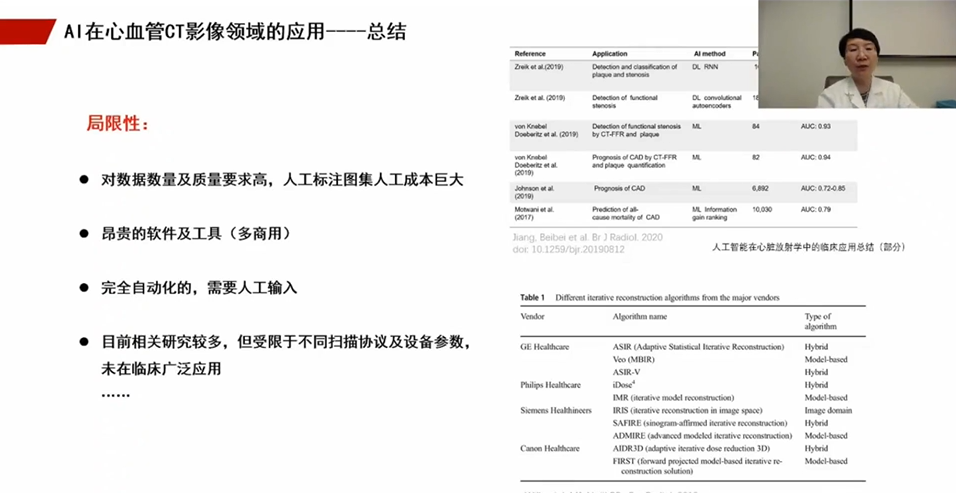 AI在心血管CT影像领域的应用----总结
局限性：
● 对数据数量及质量要求高，人工标注图集人工成本巨大
● 昂贵的软件及工具（多商用）
● 完全自动化的，需要人工输入
● 目前相关研究较多，但受限于不同扫描协议及设备参数，
未在临床广泛应用
......
Reference Application AI method
Zreik et al.(2019) Detection and classification of DL RNN
plaque and stenosis
Zreik et al. (2019) Detection of functional DL convolutional
stenosis autoencoders
von Knebel Detection of functional stenosis ML 84 AUC: 0.93
Doeberitz et al. (2019) by CT-FFR and plaque
von Knebel Prognosis of CAD by CT-FFR ML 82 AUC: 0.94
Doeberitz et al. and plaque quantification
(2019)
Johnson et al. Prognosis of CAD ML 6,892 AUC: 0.72-0.85
(2019)
Motwani et al. Prediction of all- ML Information 10,030 AUC: 0.79
(2017) cause mortality of CAD gain ranking
Jiang, Beibei et al. Br J Radiol. 2020
doi: 10.1259/bjr.20190812
人工智能在心脏放射学中的临床应用总结（部分）
Table 1 Different iterative reconstruction algorithms from the major vendors
Vendor Algorithm name Type of
algorithm
GE Healthcare ASIR (Adaptive Statistical Iterative Reconstruction) Hybrid
Veo (MBIR) Model-based
ASIR-V Hybrid
Philips Healthcare iDose4 Hybrid
IMR (iterative model reconstruction) Model-based
Siemens Healthineers IRIS (iterative reconstruction in image space) Image domain
SAFIRE (sinogram-affirmed iterative reconstruction) Hybrid
ADMIRE (advanced modeled iterative reconstruction) Model-based
Canon Healthcare AIDR3D (adaptive iterative dose reduction 3D) Hybrid
FIRST (forward projected model-based iterative re- Model-based
construction solution)